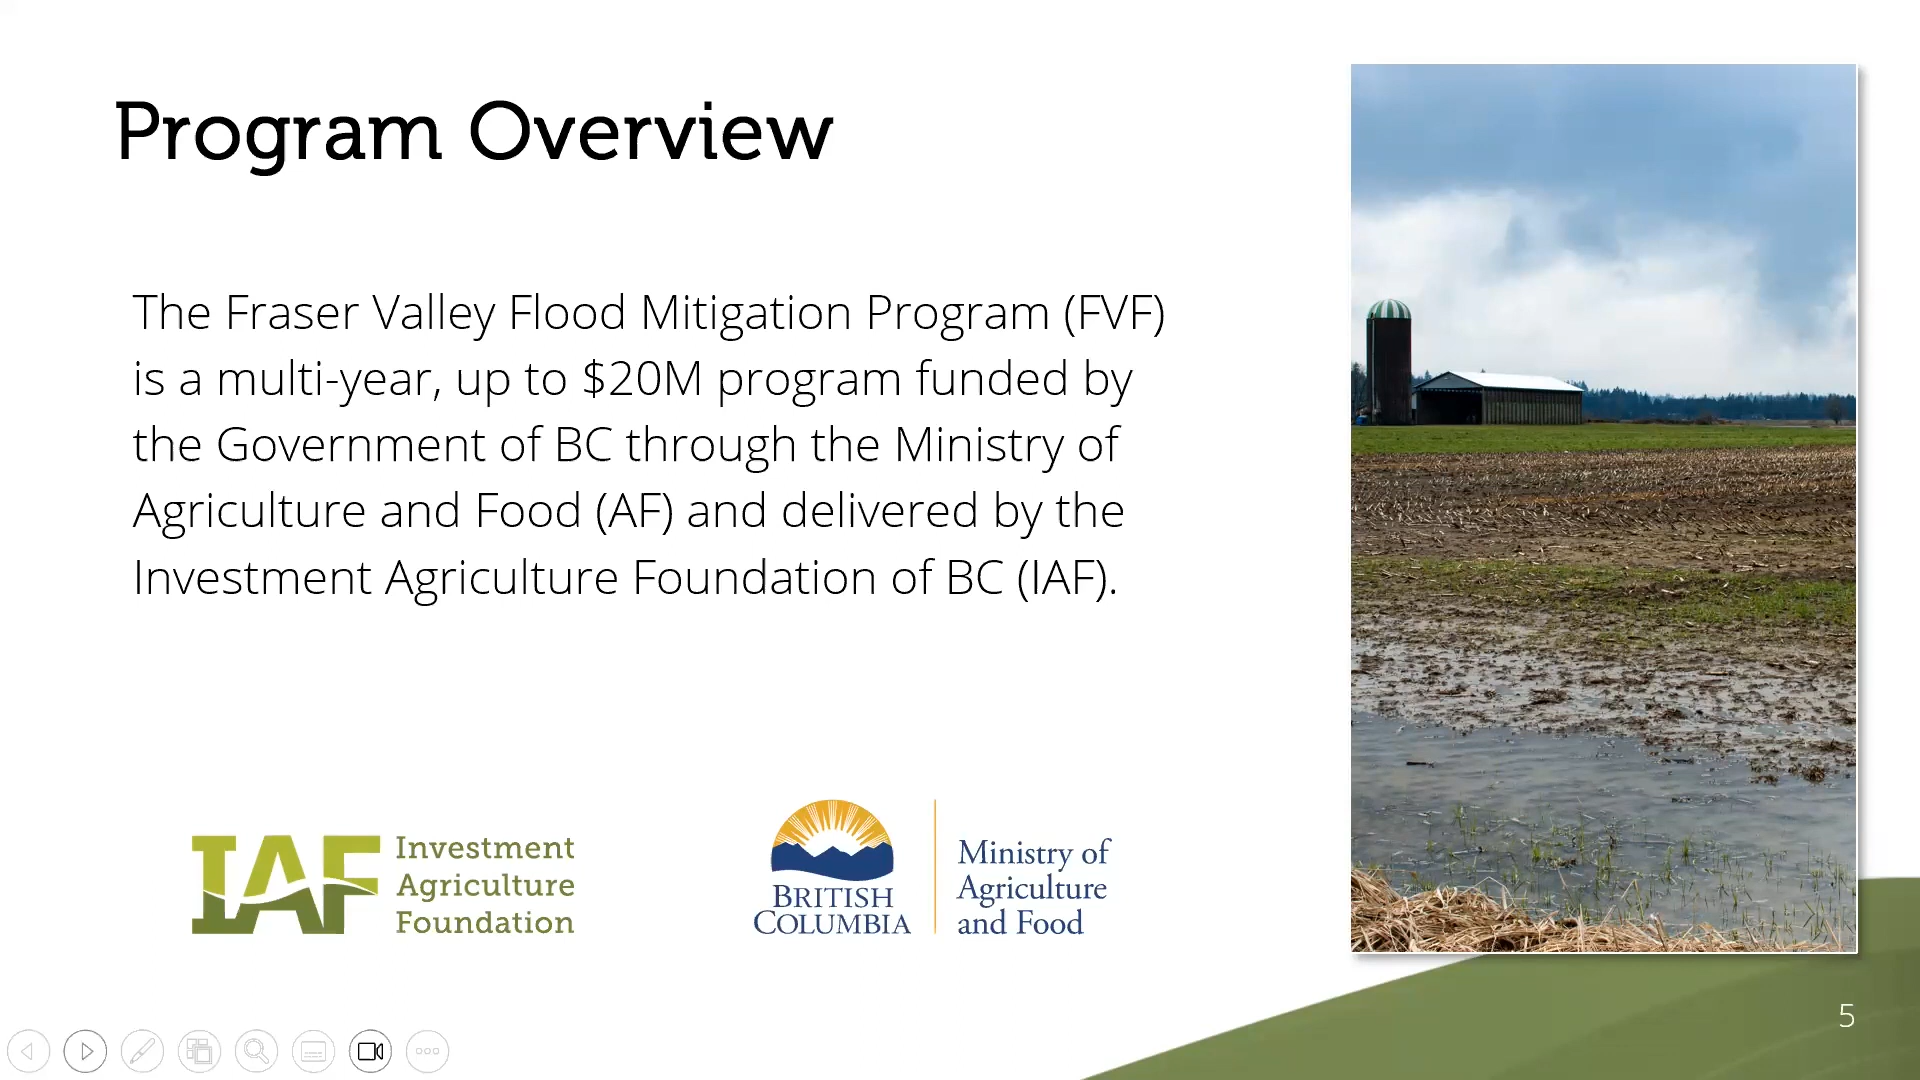 Program Overview
The Fraser Valley Flood Mitigation Program (FVF)
is a multi-year, up to $20M program funded by
the Government of BC through the Ministry of
Agriculture and Food (AF) and delivered by the
Investment Agriculture Foundation of BC (IAF).
IAF
Investment
Agriculture
Foundation
BRITISH
COLUMBIA
Ministry of
Agriculture
and Food
5